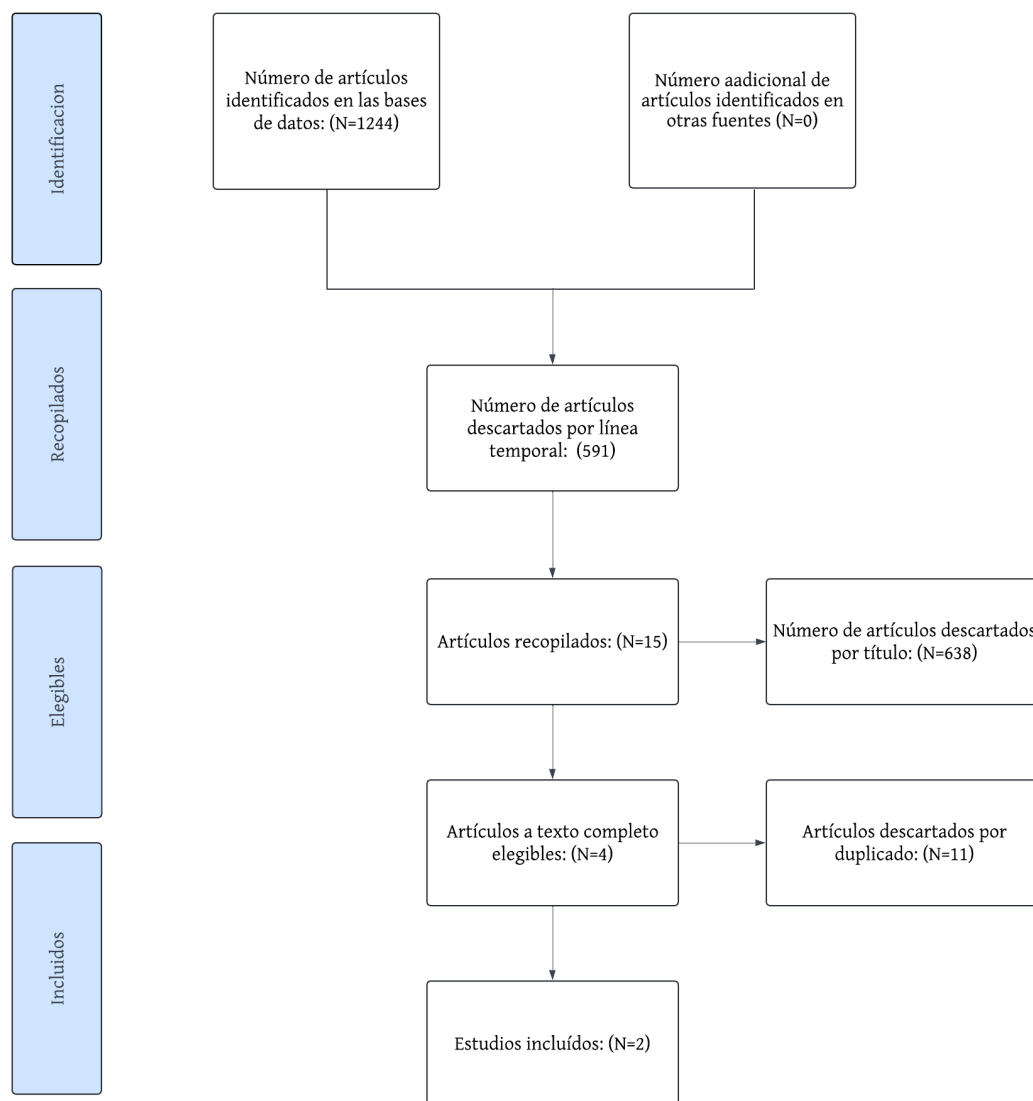 Identificacion
Número de artículos
identificados en las bases
de datos: (N=1244)
Número aadicional de
artículos identificados en
otras fuentes (N=0)
Recopilados
Número de artículos
descartados por línea
temporal: (591)
Elegibles
Artículos recopilados: (N=15)
Número de artículos descartados
por título: (N=638)
Artículos a texto completo
elegibles: (N=4)
Artículos descartados por
duplicado: (N=11)
Incluidos
Estudios incluídos: (N=2)